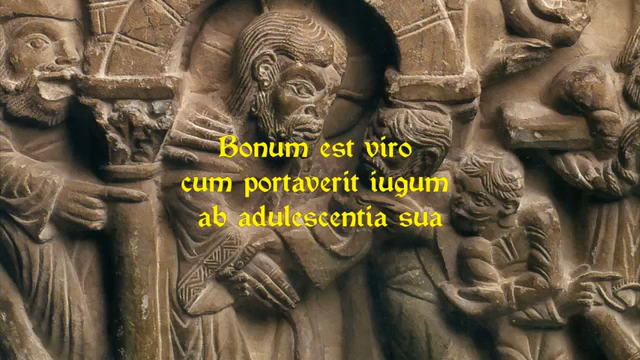 Bonum est viro
cum portaverit iugum
ab adulescentia sua